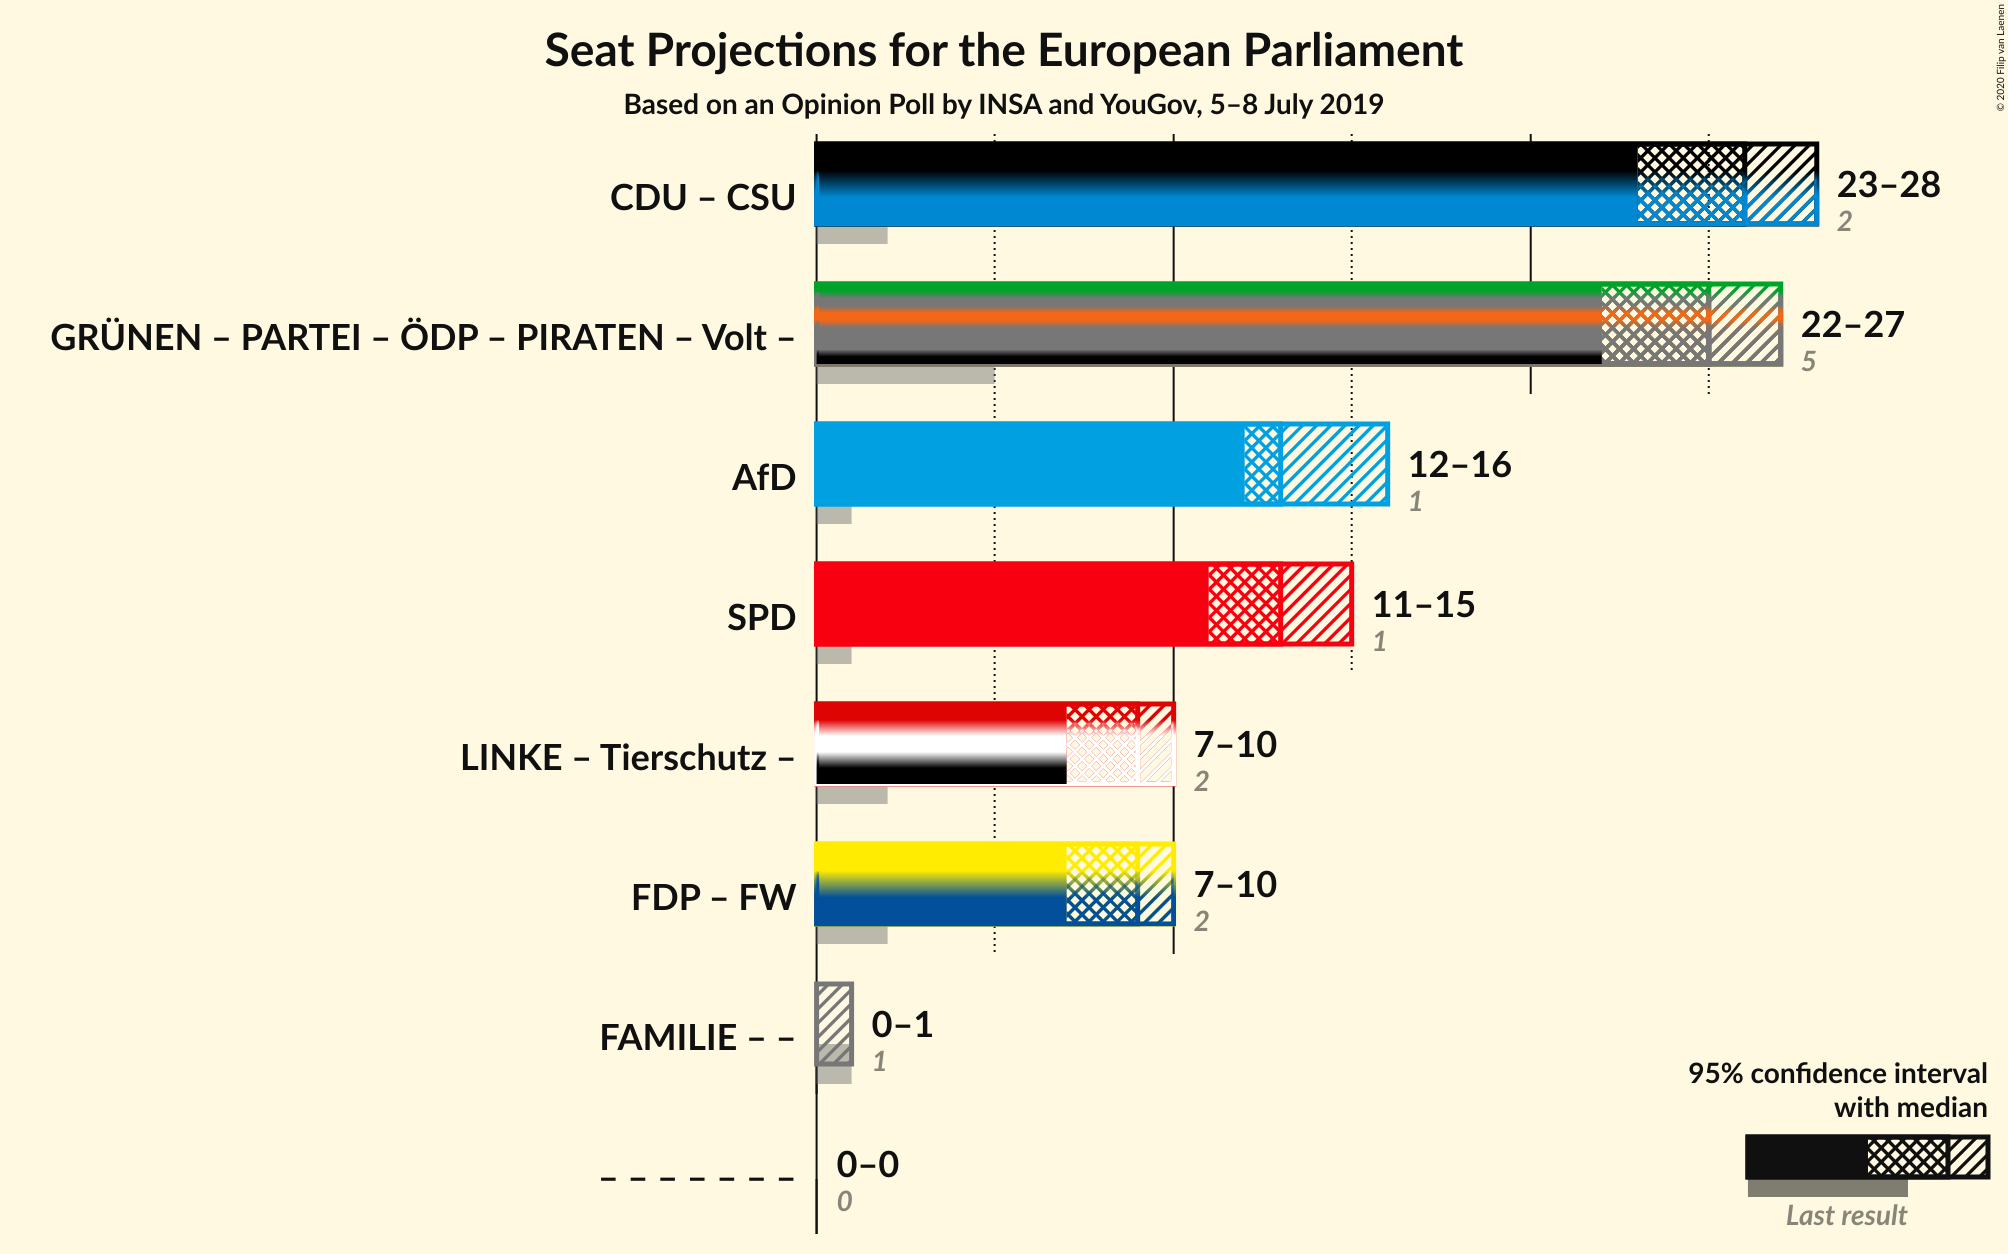 Seat Projections for the European Parliament
Based on an Opinion Poll by INSA and YouGov, 5–8 July 2019
© 2020 Filip van Laenen
CDU – CSU
23–28
2
GRÜNEN – PARTEI – ÖDP – PIRATEN – Volt –
22–27
5
AfD
12–16
1
SPD
11–15
1
LINKE – Tierschutz –
7–10
2
FDP – FW
7–10
2
FAMILIE – –
0–1
1
– – – – – – –
0–0
0
95% confidence interval
with median
Last result